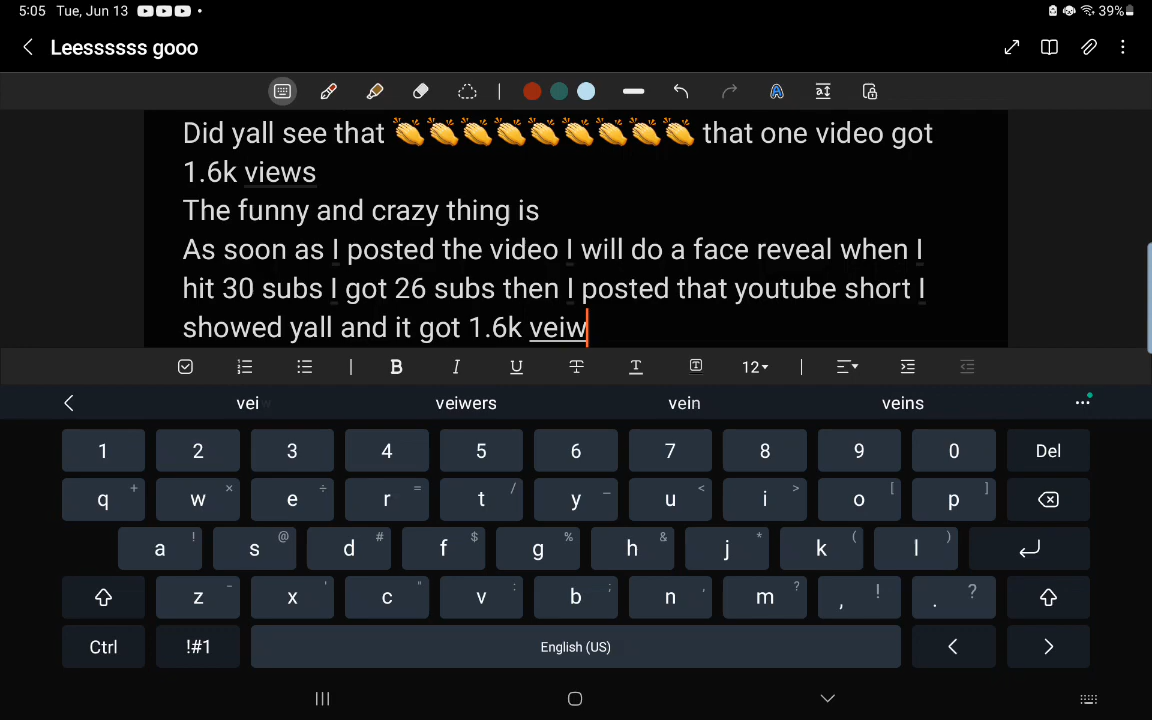 5:05 Tue, Jun 13 39%
Leessssss gooo
A
Did yall see that 👏👏👏👏👏👏👏👏👏 that one video got
1.6k views
The funny and crazy thing is
As soon as I posted the video I will do a face reveal when I
hit 30 subs I got 26 subs then I posted that youtube short I
showed yall and it got 1.6k veiw
B I U T T T 12
veiw veiwers vein veins ...
1 2 3 4 5 6 7 8 9 0 Del
q + w × e ÷ r = t / y _ u < i > o [ p ]
a ! s @ d # f $ g % h & j * k ( l )
z - x ' c " v : b ; n , m ? , ! . ?
Ctrl !#1 English (US) < >